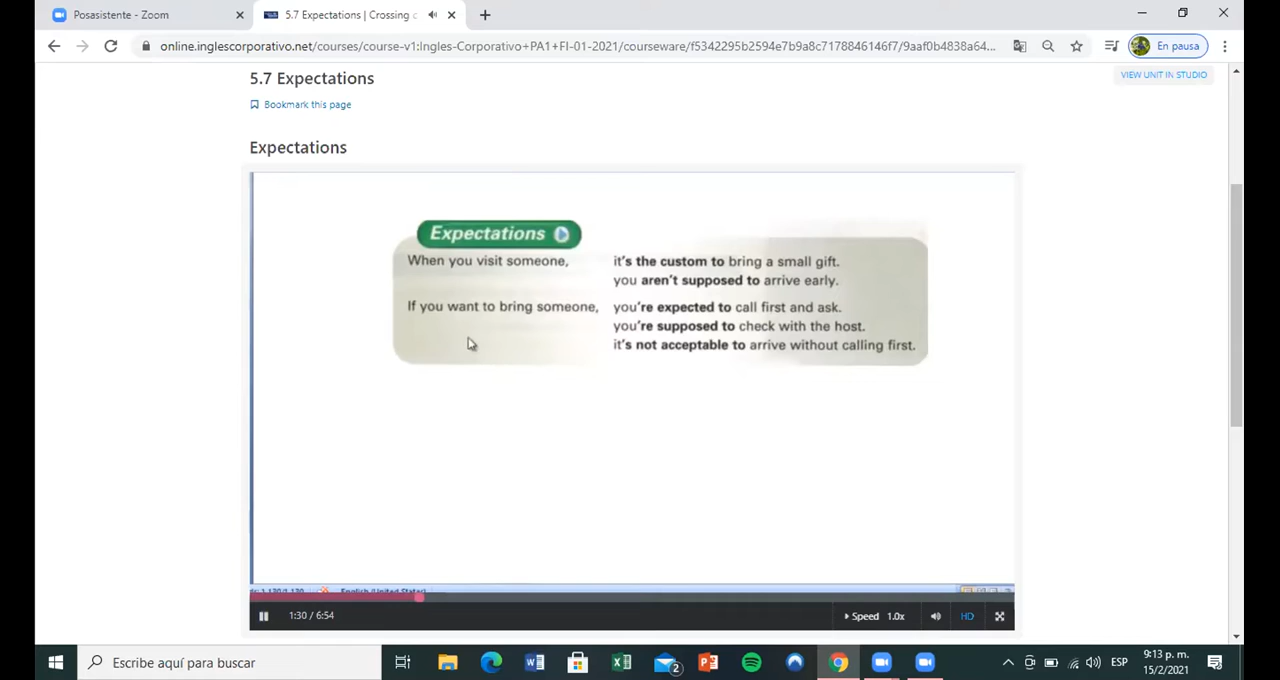 Posasistente - Zoom
5.7 Expectations | Crossing c
online.inglescorporativo.net/courses/course-v1:Ingles-Corporativo+PA1+FI-01-2021/courseware/f5342295b2594e7b9a8c7178846146f7/9aaf0b4838a64...
En pausa
5.7 Expectations
VIEW UNIT IN STUDIO
Bookmark this page
Expectations
Expectations
When you visit someone, it's the custom to bring a small gift.
you aren't supposed to arrive early.
If you want to bring someone, you're expected to call first and ask.
you're supposed to check with the host.
it's not acceptable to arrive without calling first.
English (United States)
1:30 / 6:54
Speed 1.0x
HD
Escribe aquí para buscar
2
ESP
9:13 p. m.
15/2/2021